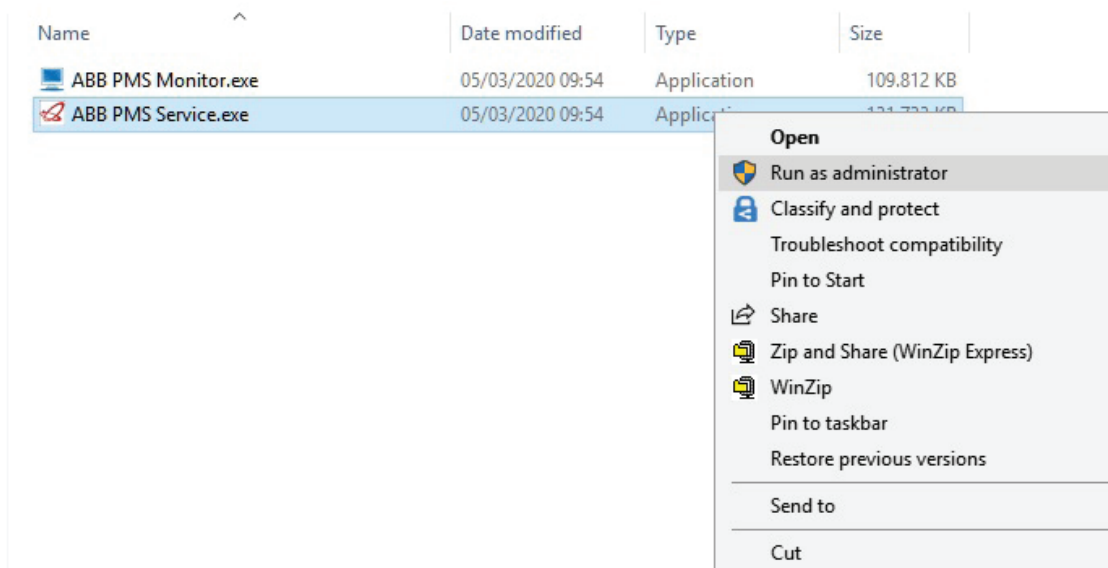 Name Date modified Type Size
ABB PMS Monitor.exe 05/03/2020 09:54 Application 109.812 KB
ABB PMS Service.exe 05/03/2020 09:54
Open
Run as administrator
Classify and protect
Troubleshoot compatibility
Pin to Start
Share
Zip and Share (WinZip Express)
WinZip
Pin to taskbar
Restore previous versions
Send to
Cut